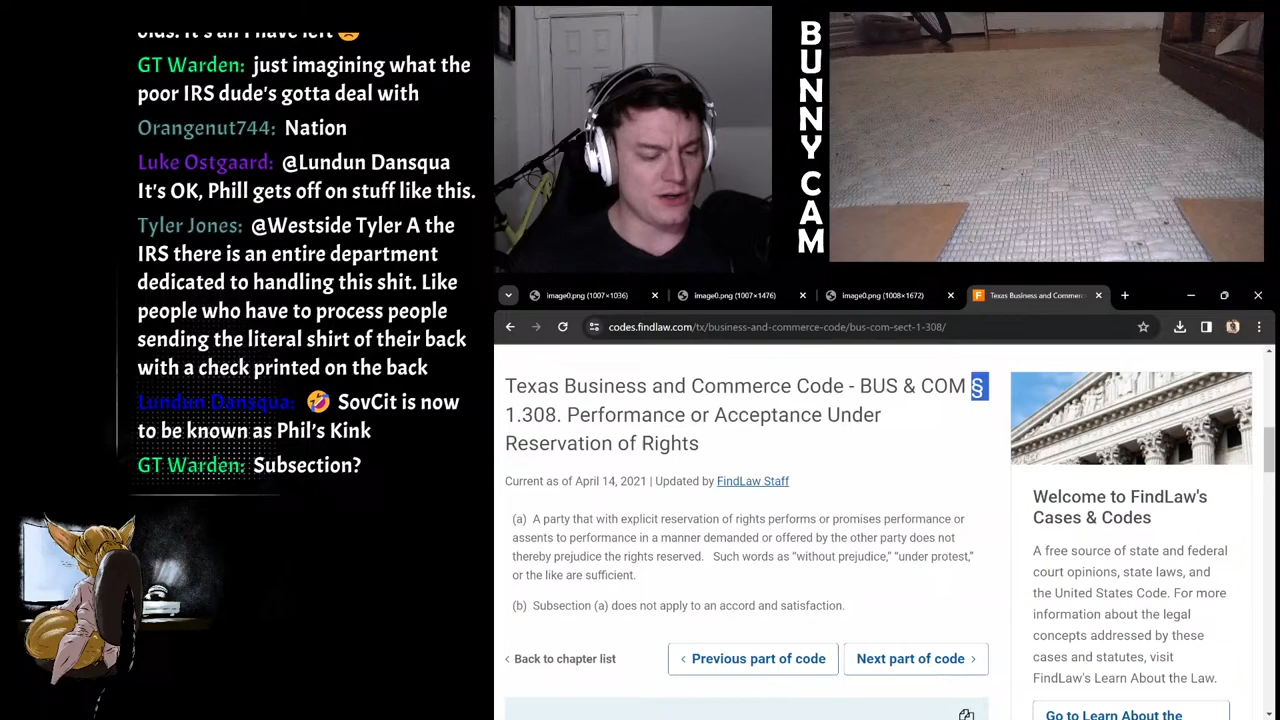 GT Warden: just imagining what the
poor IRS dude's gotta deal with
Orangenut744: Nation
Luke Ostgaard: @Lundun Dansqua
It's OK, Phill gets off on stuff like this.
Tyler Jones: @Westside Tyler A the
IRS there is an entire department
dedicated to handling this shit. Like
people who have to process people
sending the literal shirt of their back
with a check printed on the back
Lundun Dansqua: 🤣 SovCit is now
to be known as Phil's Kink
GT Warden: Subsection?
BUNNY CAM
image0.png (1007×1036)
image0.png (1007×1476)
image0.png (1008×1672)
Texas Business and Commerc
codes.findlaw.com/tx/business-and-commerce-code/bus-com-sect-1-308/
Texas Business and Commerce Code - BUS & COM §
1.308. Performance or Acceptance Under
Reservation of Rights
Current as of April 14, 2021 | Updated by FindLaw Staff
(a) A party that with explicit reservation of rights performs or promises performance or
assents to performance in a manner demanded or offered by the other party does not
thereby prejudice the rights reserved. Such words as “without prejudice,” “under protest,”
or the like are sufficient.
(b) Subsection (a) does not apply to an accord and satisfaction.
‹ Back to chapter list
‹ Previous part of code
Next part of code ›
Welcome to FindLaw's
Cases & Codes
A free source of state and federal
court opinions, state laws, and
the United States Code. For more
information about the legal
concepts addressed by these
cases and statutes, visit
FindLaw's Learn About the Law.
Go to Learn About the